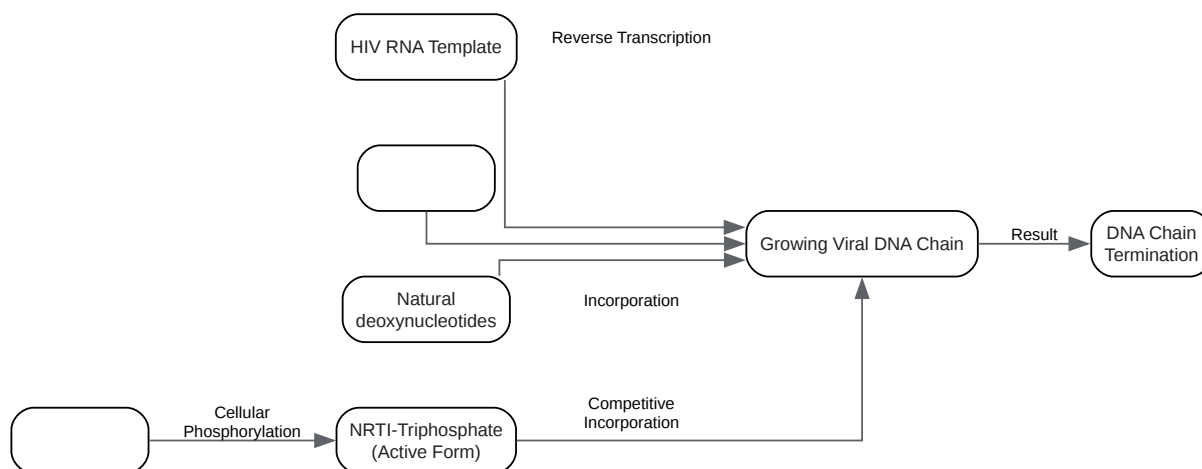 HIV RNA Template
Reverse Transcription
Growing Viral DNA Chain
Result
DNA Chain
Termination
Natural
deoxynucleotides
Incorporation
Cellular
Phosphorylation
NRTI-Triphosphate
(Active Form)
Competitive
Incorporation